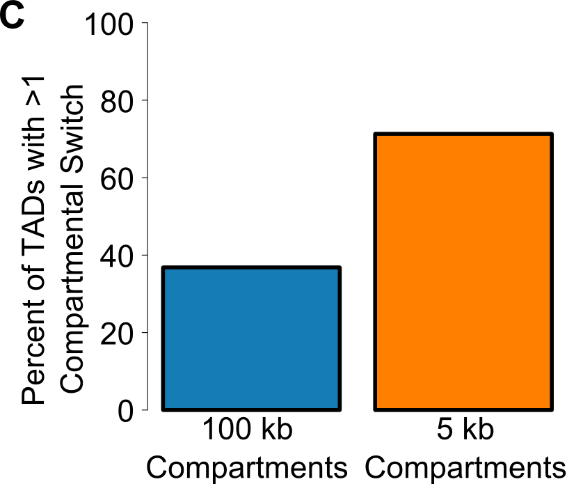 C
Percent of TADs with >1
Compartmental Switch
100
80
60
40
20
0
100 kb
Compartments
5 kb
Compartments